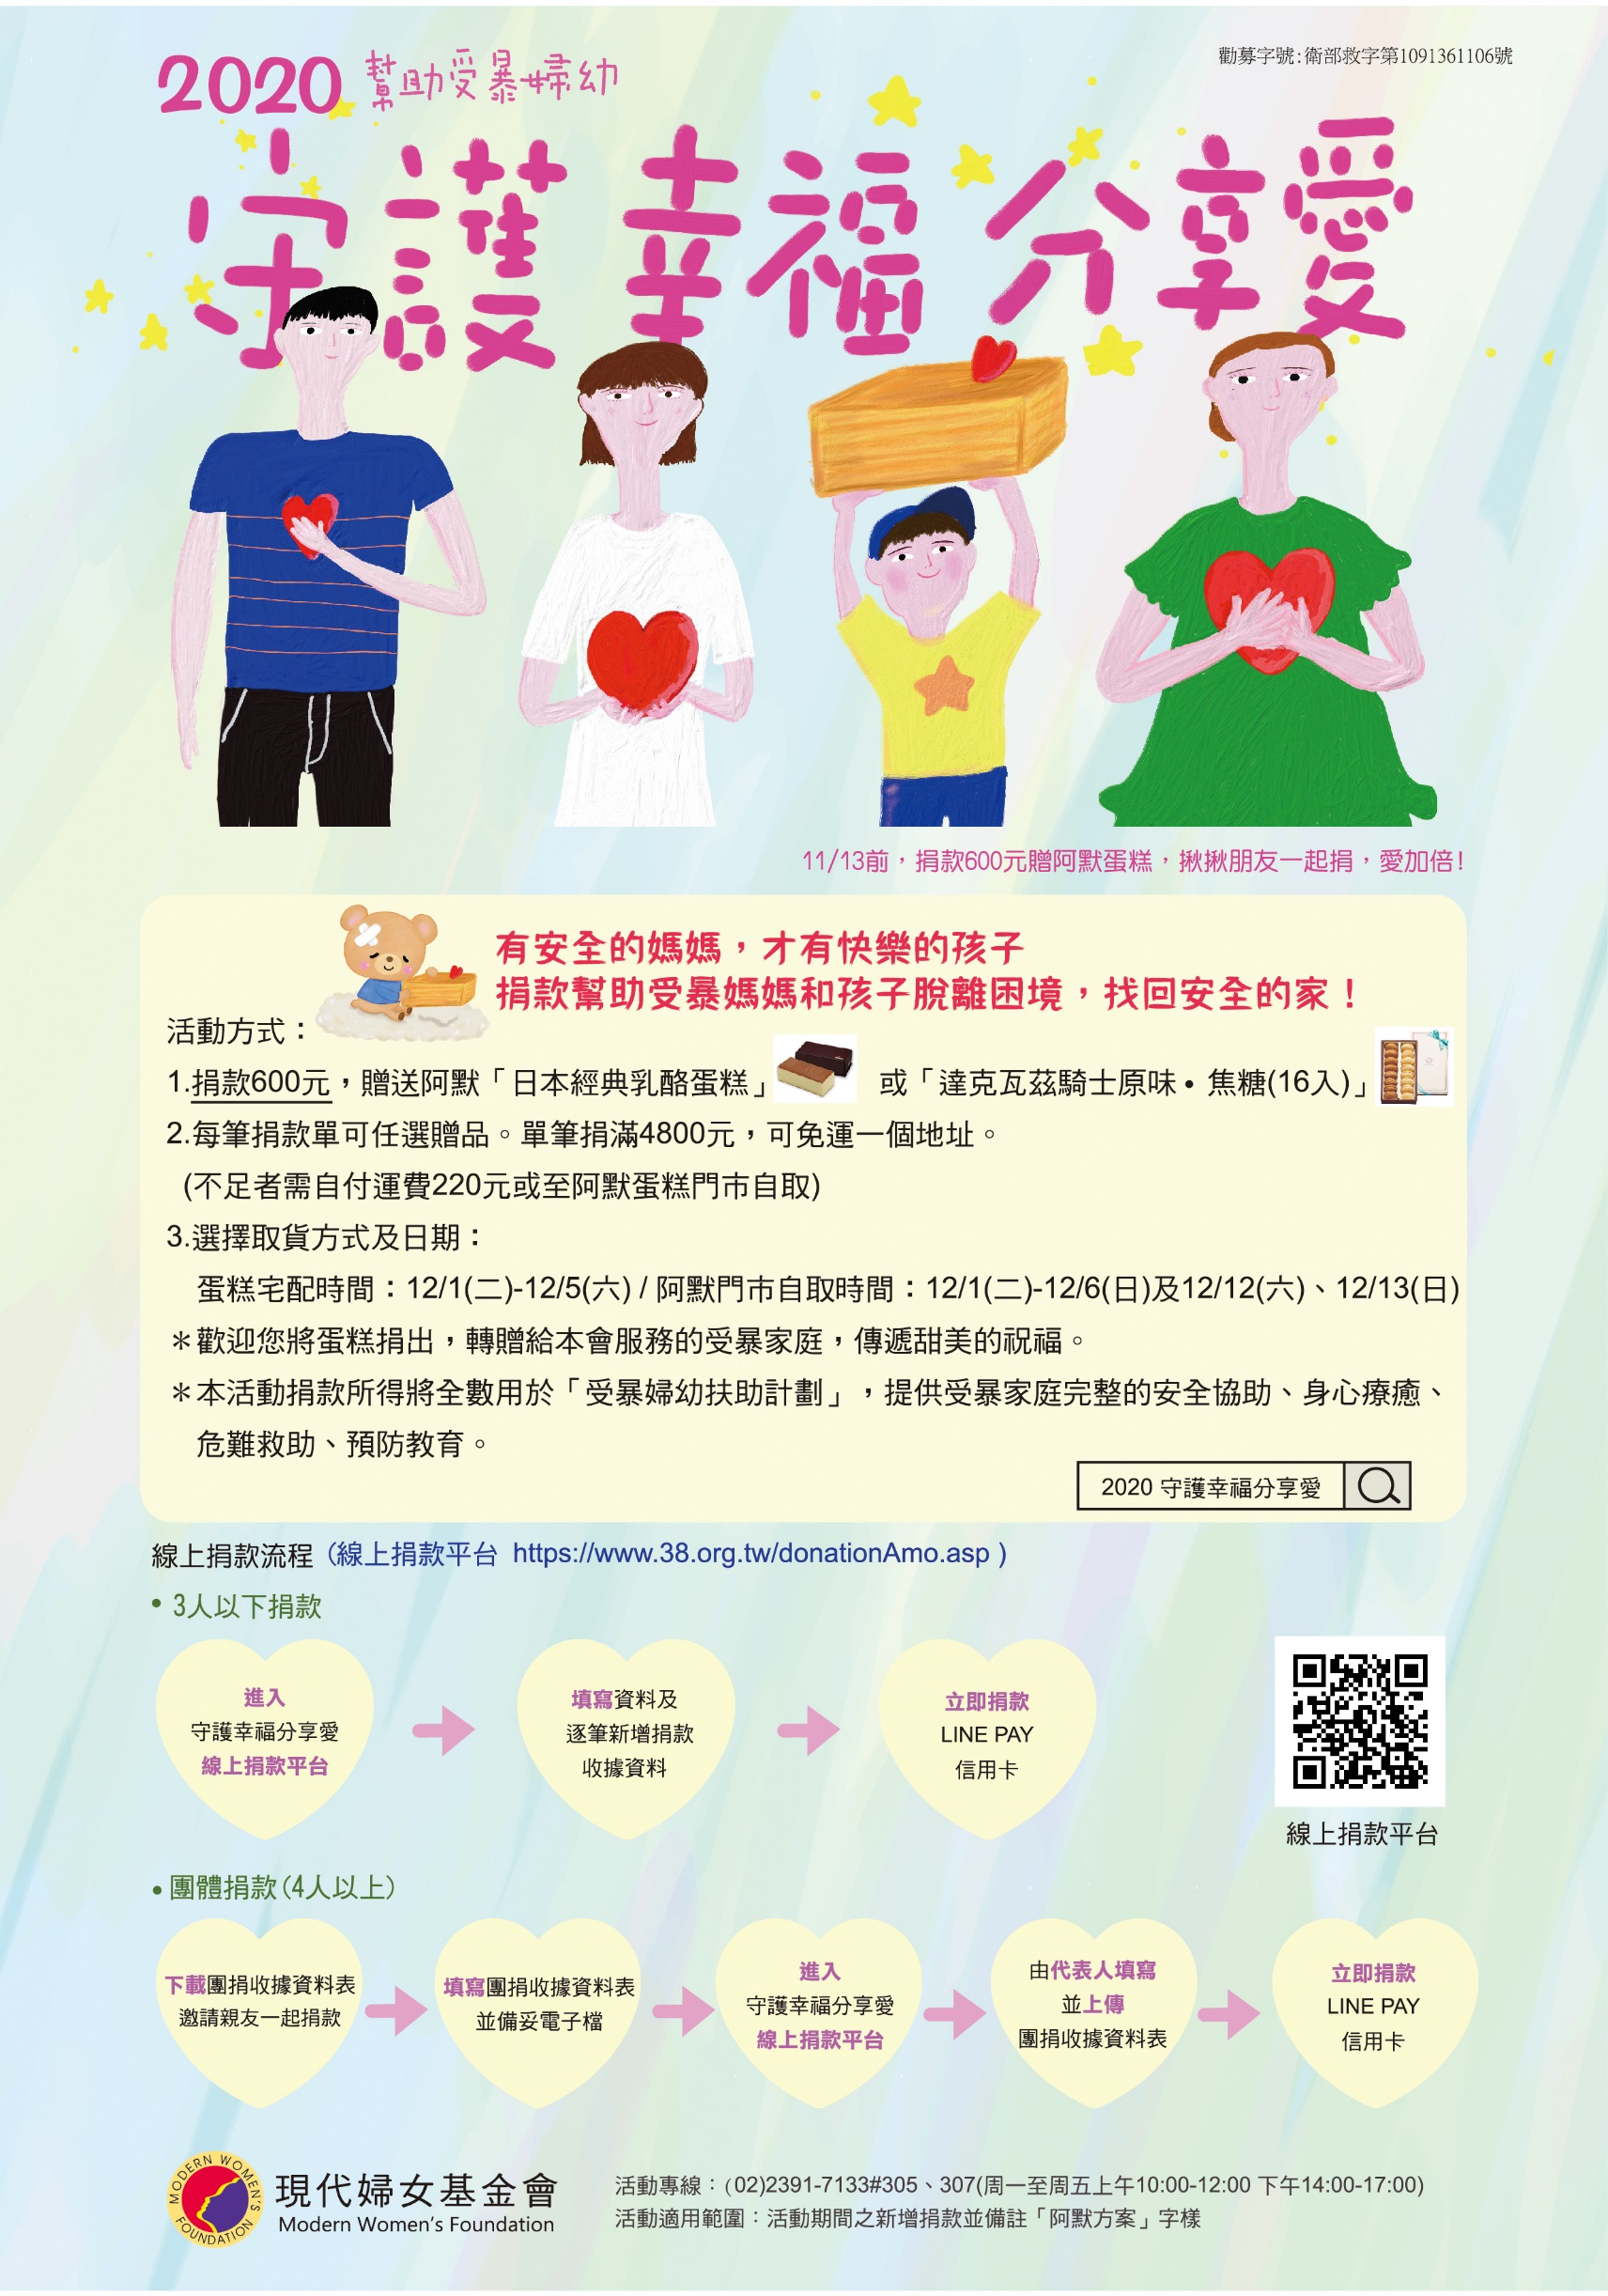 勸募字號:衛部救字第1091361106號
2020 幫助受暴婦幼
守護幸福分享愛
11/13前，捐款600元贈阿默蛋糕，揪揪朋友一起捐，愛加倍!
有安全的媽媽，才有快樂的孩子
捐款幫助受暴媽媽和孩子脫離困境，找回安全的家！
活動方式：
1.捐款600元，贈送阿默「日本經典乳酪蛋糕」 或「達克瓦茲騎士原味• 焦糖(16入)」
2.每筆捐款單可任選贈品。單筆捐滿4800元，可免運一個地址。
(不足者需自付運費220元或至阿默蛋糕門市自取)
3.選擇取貨方式及日期：
蛋糕宅配時間：12/1(二)-12/5(六) / 阿默門市自取時間：12/1(二)-12/6(日)及12/12(六)、12/13(日)
＊歡迎您將蛋糕捐出，轉贈給本會服務的受暴家庭，傳遞甜美的祝福。
＊本活動捐款所得將全數用於「受暴婦幼扶助計劃」，提供受暴家庭完整的安全協助、身心療癒、
危難救助、預防教育。
2020 守護幸福分享愛
線上捐款流程（線上捐款平台 https://www.38.org.tw/donationAmo.asp )
• 3人以下捐款
進入
守護幸福分享愛
線上捐款平台
填寫資料及
逐筆新增捐款
收據資料
立即捐款
LINE PAY
信用卡
線上捐款平台
• 團體捐款(4人以上)
下載團捐收據資料表
邀請親友一起捐款
填寫團捐收據資料表
並備妥電子檔
進入
守護幸福分享愛
線上捐款平台
由代表人填寫
並上傳
團捐收據資料表
立即捐款
LINE PAY
信用卡
MODERN WOMEN'S FOUNDATION
現代婦女基金會
Modern Women's Foundation
活動專線：(02)2391-7133#305、307(周一至周五上午10:00-12:00 下午14:00-17:00)
活動適用範圍：活動期間之新增捐款並備註「阿默方案」字樣